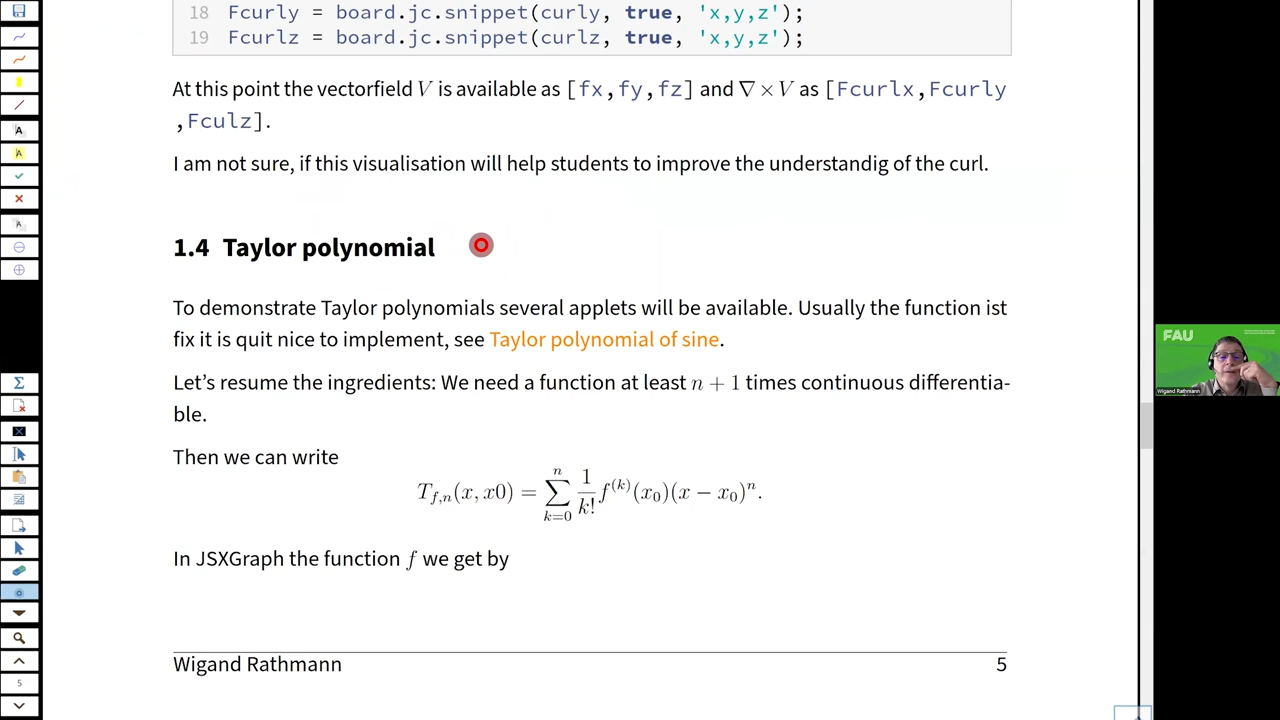 18 Fcurly = board.jc.snippet(curly, true, 'x,y,z');
19 Fcurlz = board.jc.snippet(curlz, true, 'x,y,z');
At this point the vectorfield V is available as [fx,fy,fz] and ∇ × V as [Fcurlx,Fcurly
,Fculz].
I am not sure, if this visualisation will help students to improve the understandig of the curl.
1.4 Taylor polynomial
To demonstrate Taylor polynomials several applets will be available. Usually the function ist
fix it is quit nice to implement, see Taylor polynomial of sine.
Let's resume the ingredients: We need a function at least n + 1 times continuous differentia-
ble.
Then we can write
T_{f,n}(x, x0) = ∑_{k=0}^{n} 1/k! f^{(k)}(x_0)(x − x_0)^n.
In JSXGraph the function f we get by
Wigand Rathmann 5
FAU
Wigand Rathmann
5